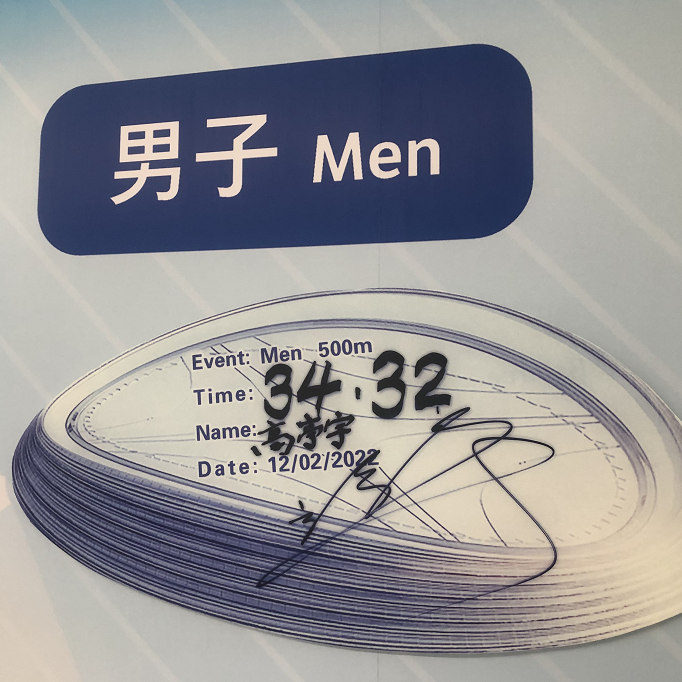 男子 Men
Event: Men 500m
Time: 34.32
Name: 高亭宇
Date: 12/02/2022